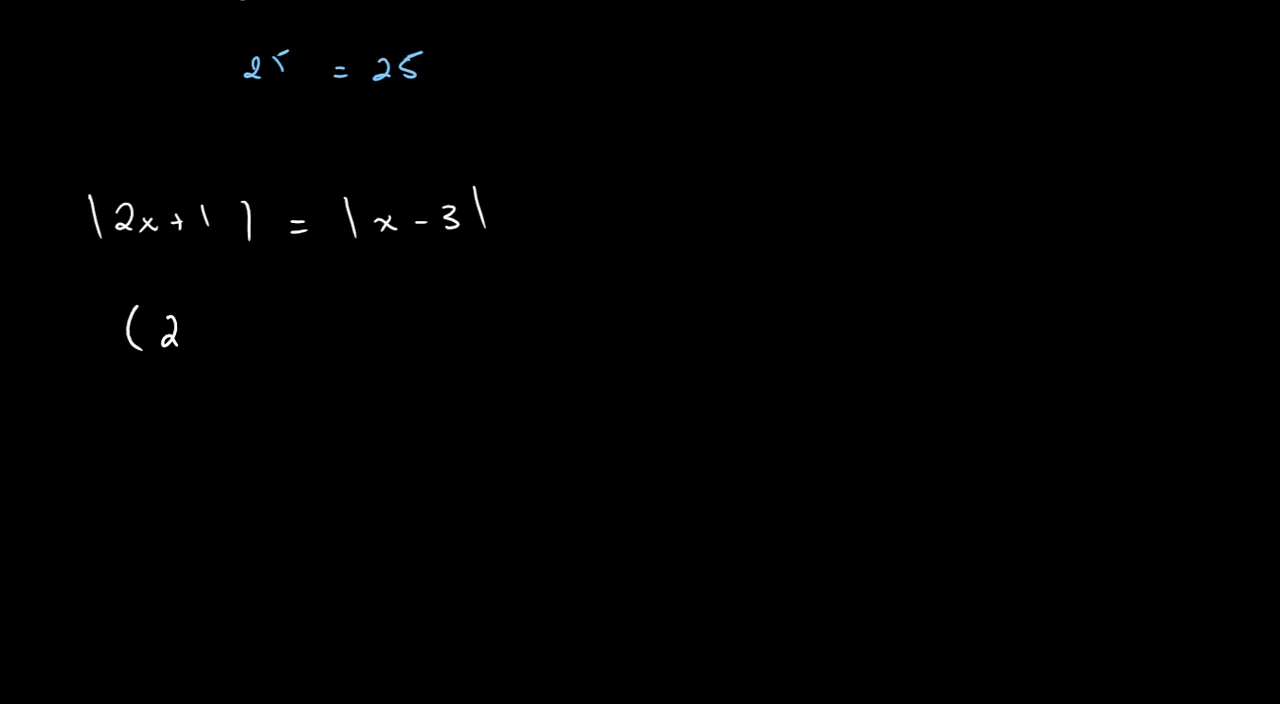 25 = 25
|2x+1| = |x-3|
(2